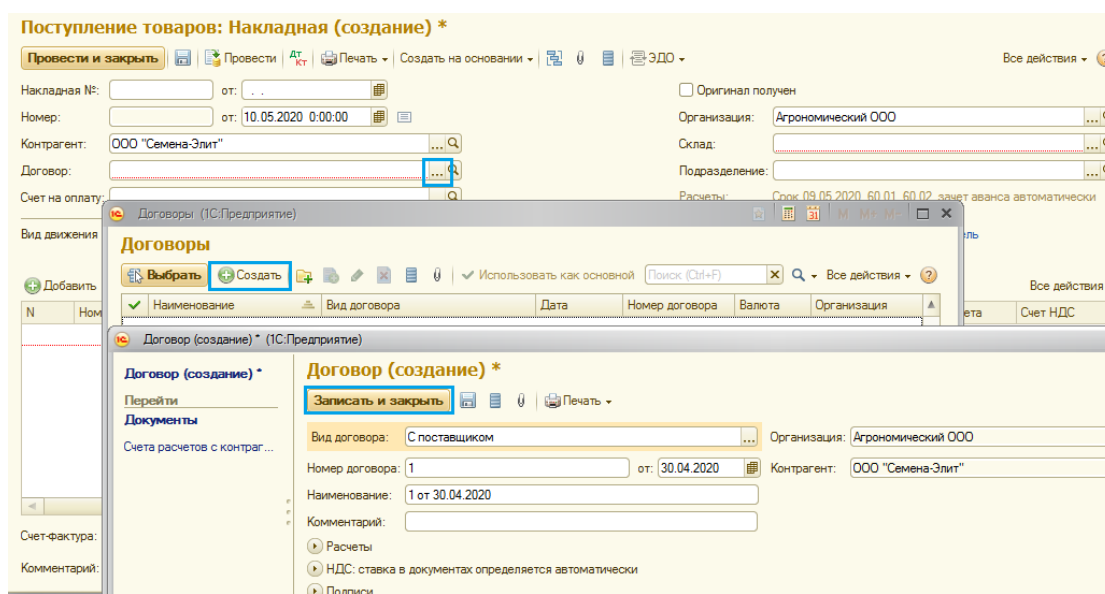 Поступление товаров: Накладная (создание) *
Провести и закрыть Провести Дт Кт Печать Создать на основании ЭДО Все действия
Накладная №: от: . . Оригинал получен
Номер: от: 10.05.2020 0:00:00 Организация: Агрономический ООО ...
Контрагент: ООО "Семена-Элит" ... Склад: ...
Договор: ... Подразделение: ...
Счет на оплату: Расчеты: Срок 09.05.2020, 60.01, 60.02, зачет аванса автоматически
Договоры (1С:Предприятие) 31 M M+ M-
Вид движения
Договоры
Выбрать Создать Использовать как основной Поиск (Ctrl+F) x Все действия ?
Добавить Все действия
Наименование Вид договора Дата Номер договора Валюта Организация
N Счет НДС
Договор (создание) * (1С:Предприятие)
Договор (создание) * Договор (создание) *
Перейти Записать и закрыть Печать
Документы
Счета расчетов с контраг... Вид договора: С поставщиком ... Организация: Агрономический ООО
Номер договора: 1 от: 30.04.2020 Контрагент: ООО "Семена-Элит"
Наименование: 1 от 30.04.2020
Комментарий:
Счет-фактура: Расчеты
Комментарий: НДС: ставка в документах определяется автоматически
Подписи